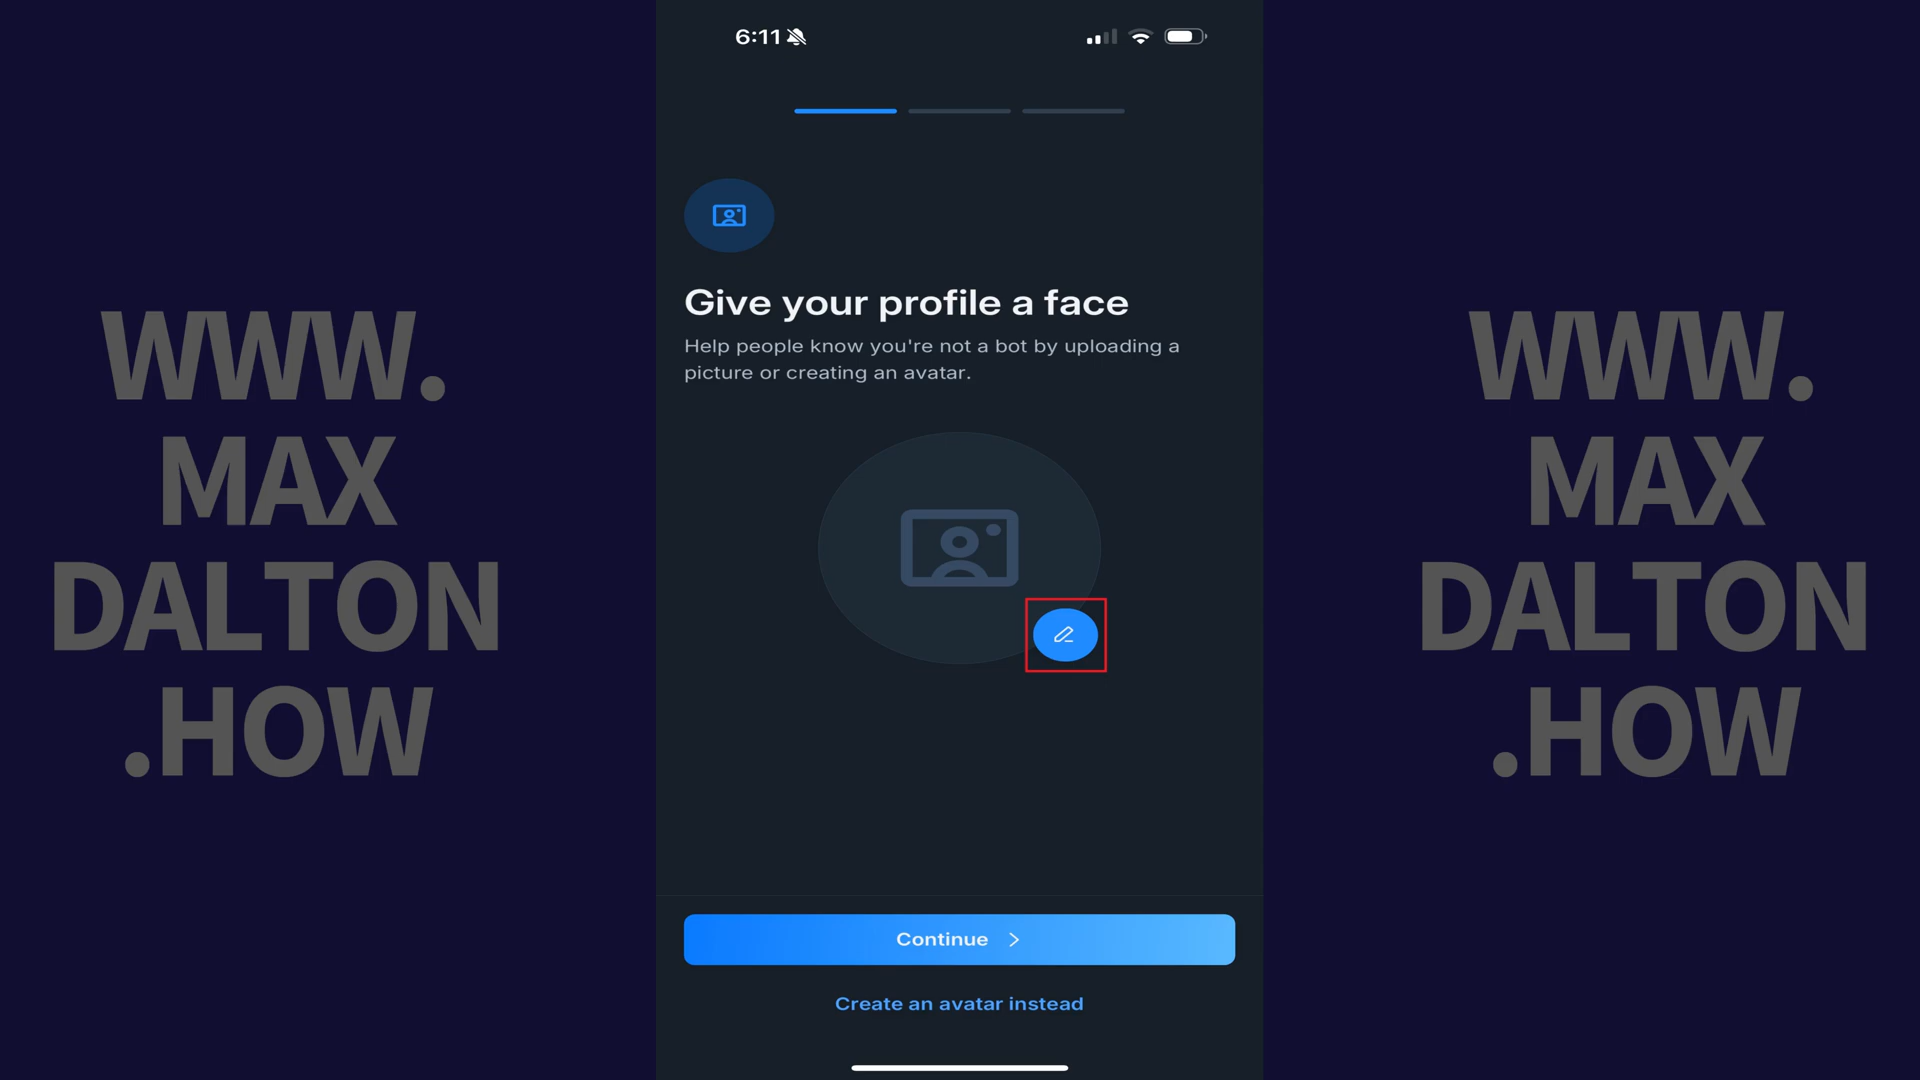 WWW.
MAX
DALTON
.HOW
6:11
Give your profile a face
Help people know you're not a bot by uploading a
picture or creating an avatar.
Continue
Create an avatar instead
WWW.
MAX
DALTON
.HOW